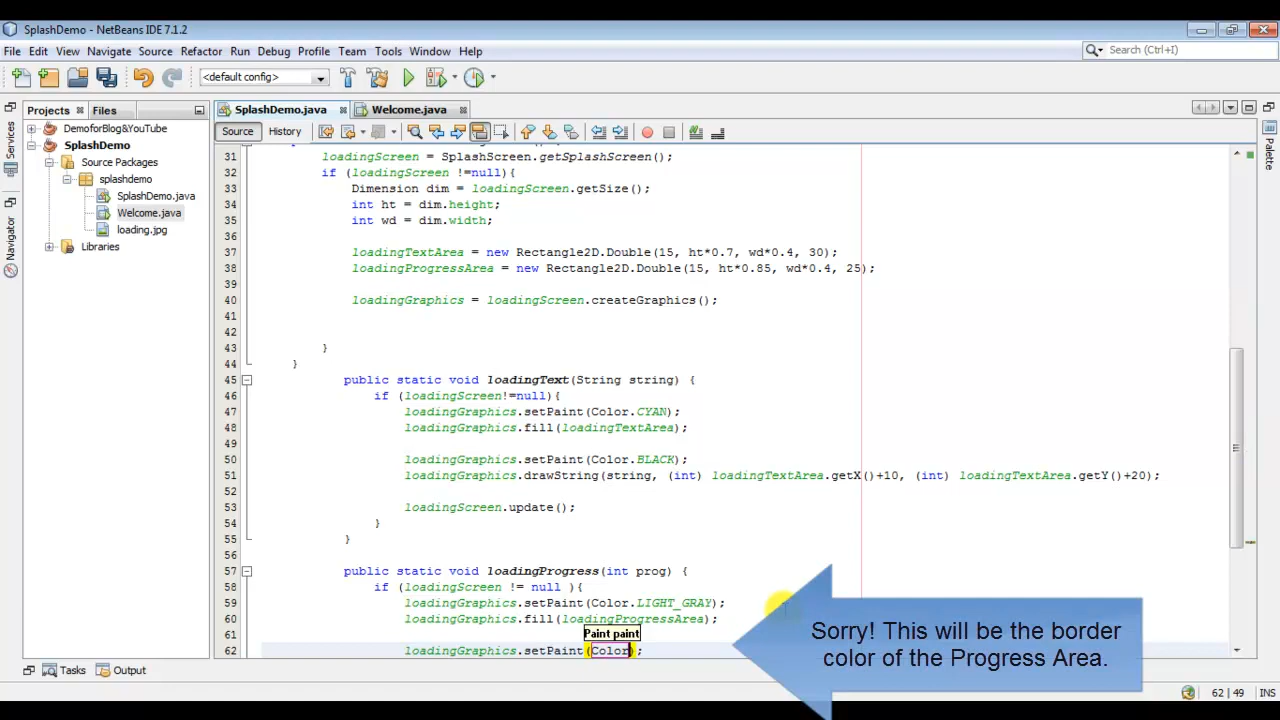 SplashDemo - NetBeans IDE 7.1.2
File Edit View Navigate Source Refactor Run Debug Profile Team Tools Window Help
Search (Ctrl+I)
<default config>
Projects Files
SplashDemo.java Welcome.java
Services
Navigator
Palette
DemoforBlog&YouTube
SplashDemo
Source Packages
splashdemo
SplashDemo.java
Welcome.java
loading.jpg
Libraries
Source History
31 loadingScreen = SplashScreen.getSplashScreen();
32 if (loadingScreen !=null){
33 Dimension dim = loadingScreen.getSize();
34 int ht = dim.height;
35 int wd = dim.width;
36
37 loadingTextArea = new Rectangle2D.Double(15, ht*0.7, wd*0.4, 30);
38 loadingProgressArea = new Rectangle2D.Double(15, ht*0.85, wd*0.4, 25);
39
40 loadingGraphics = loadingScreen.createGraphics();
41
42
43 }
44 }
45 public static void loadingText(String string) {
46 if (loadingScreen!=null){
47 loadingGraphics.setPaint(Color.CYAN);
48 loadingGraphics.fill(loadingTextArea);
49
50 loadingGraphics.setPaint(Color.BLACK);
51 loadingGraphics.drawString(string, (int) loadingTextArea.getX()+10, (int) loadingTextArea.getY()+20);
52
53 loadingScreen.update();
54 }
55 }
56
57 public static void loadingProgress(int prog) {
58 if (loadingScreen != null ){
59 loadingGraphics.setPaint(Color.LIGHT_GRAY);
60 loadingGraphics.fill(loadingProgressArea);
61
Paint paint
62 loadingGraphics.setPaint(Color);
Sorry! This will be the border
color of the Progress Area.
Tasks Output
62 | 49 INS